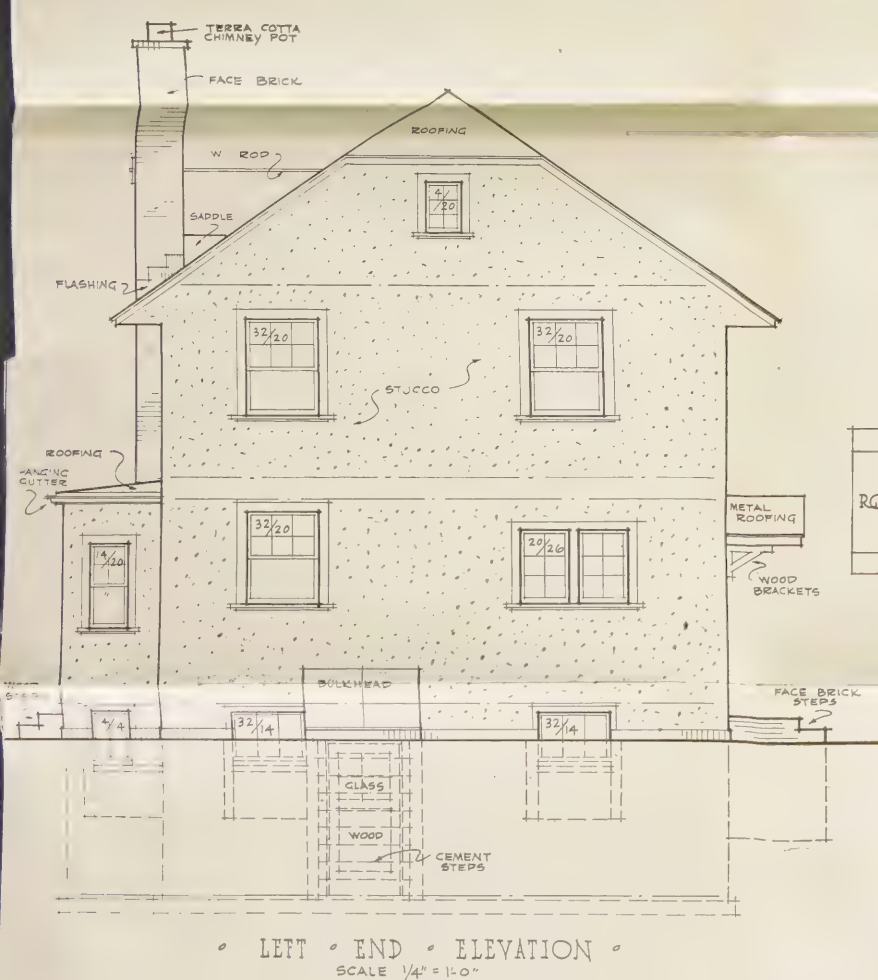 TERRA COTTA
CHIMNEY POT
FACE BRICK
ROOFING
W ROD
4/20
SADDLE
FLASHING
32/20
32/20
STUCCO
ROOFING
HANGING
GUTTER
32/20
METAL
ROOFING
20/26
14/20
WOOD
BRACKETS
BULKHEAD
FACE BRICK
STEPS
4/4
32/14
32/14
GLASS
WOOD
CEMENT
STEPS
LEFT END ELEVATION
SCALE 1/4" = 1'-0"